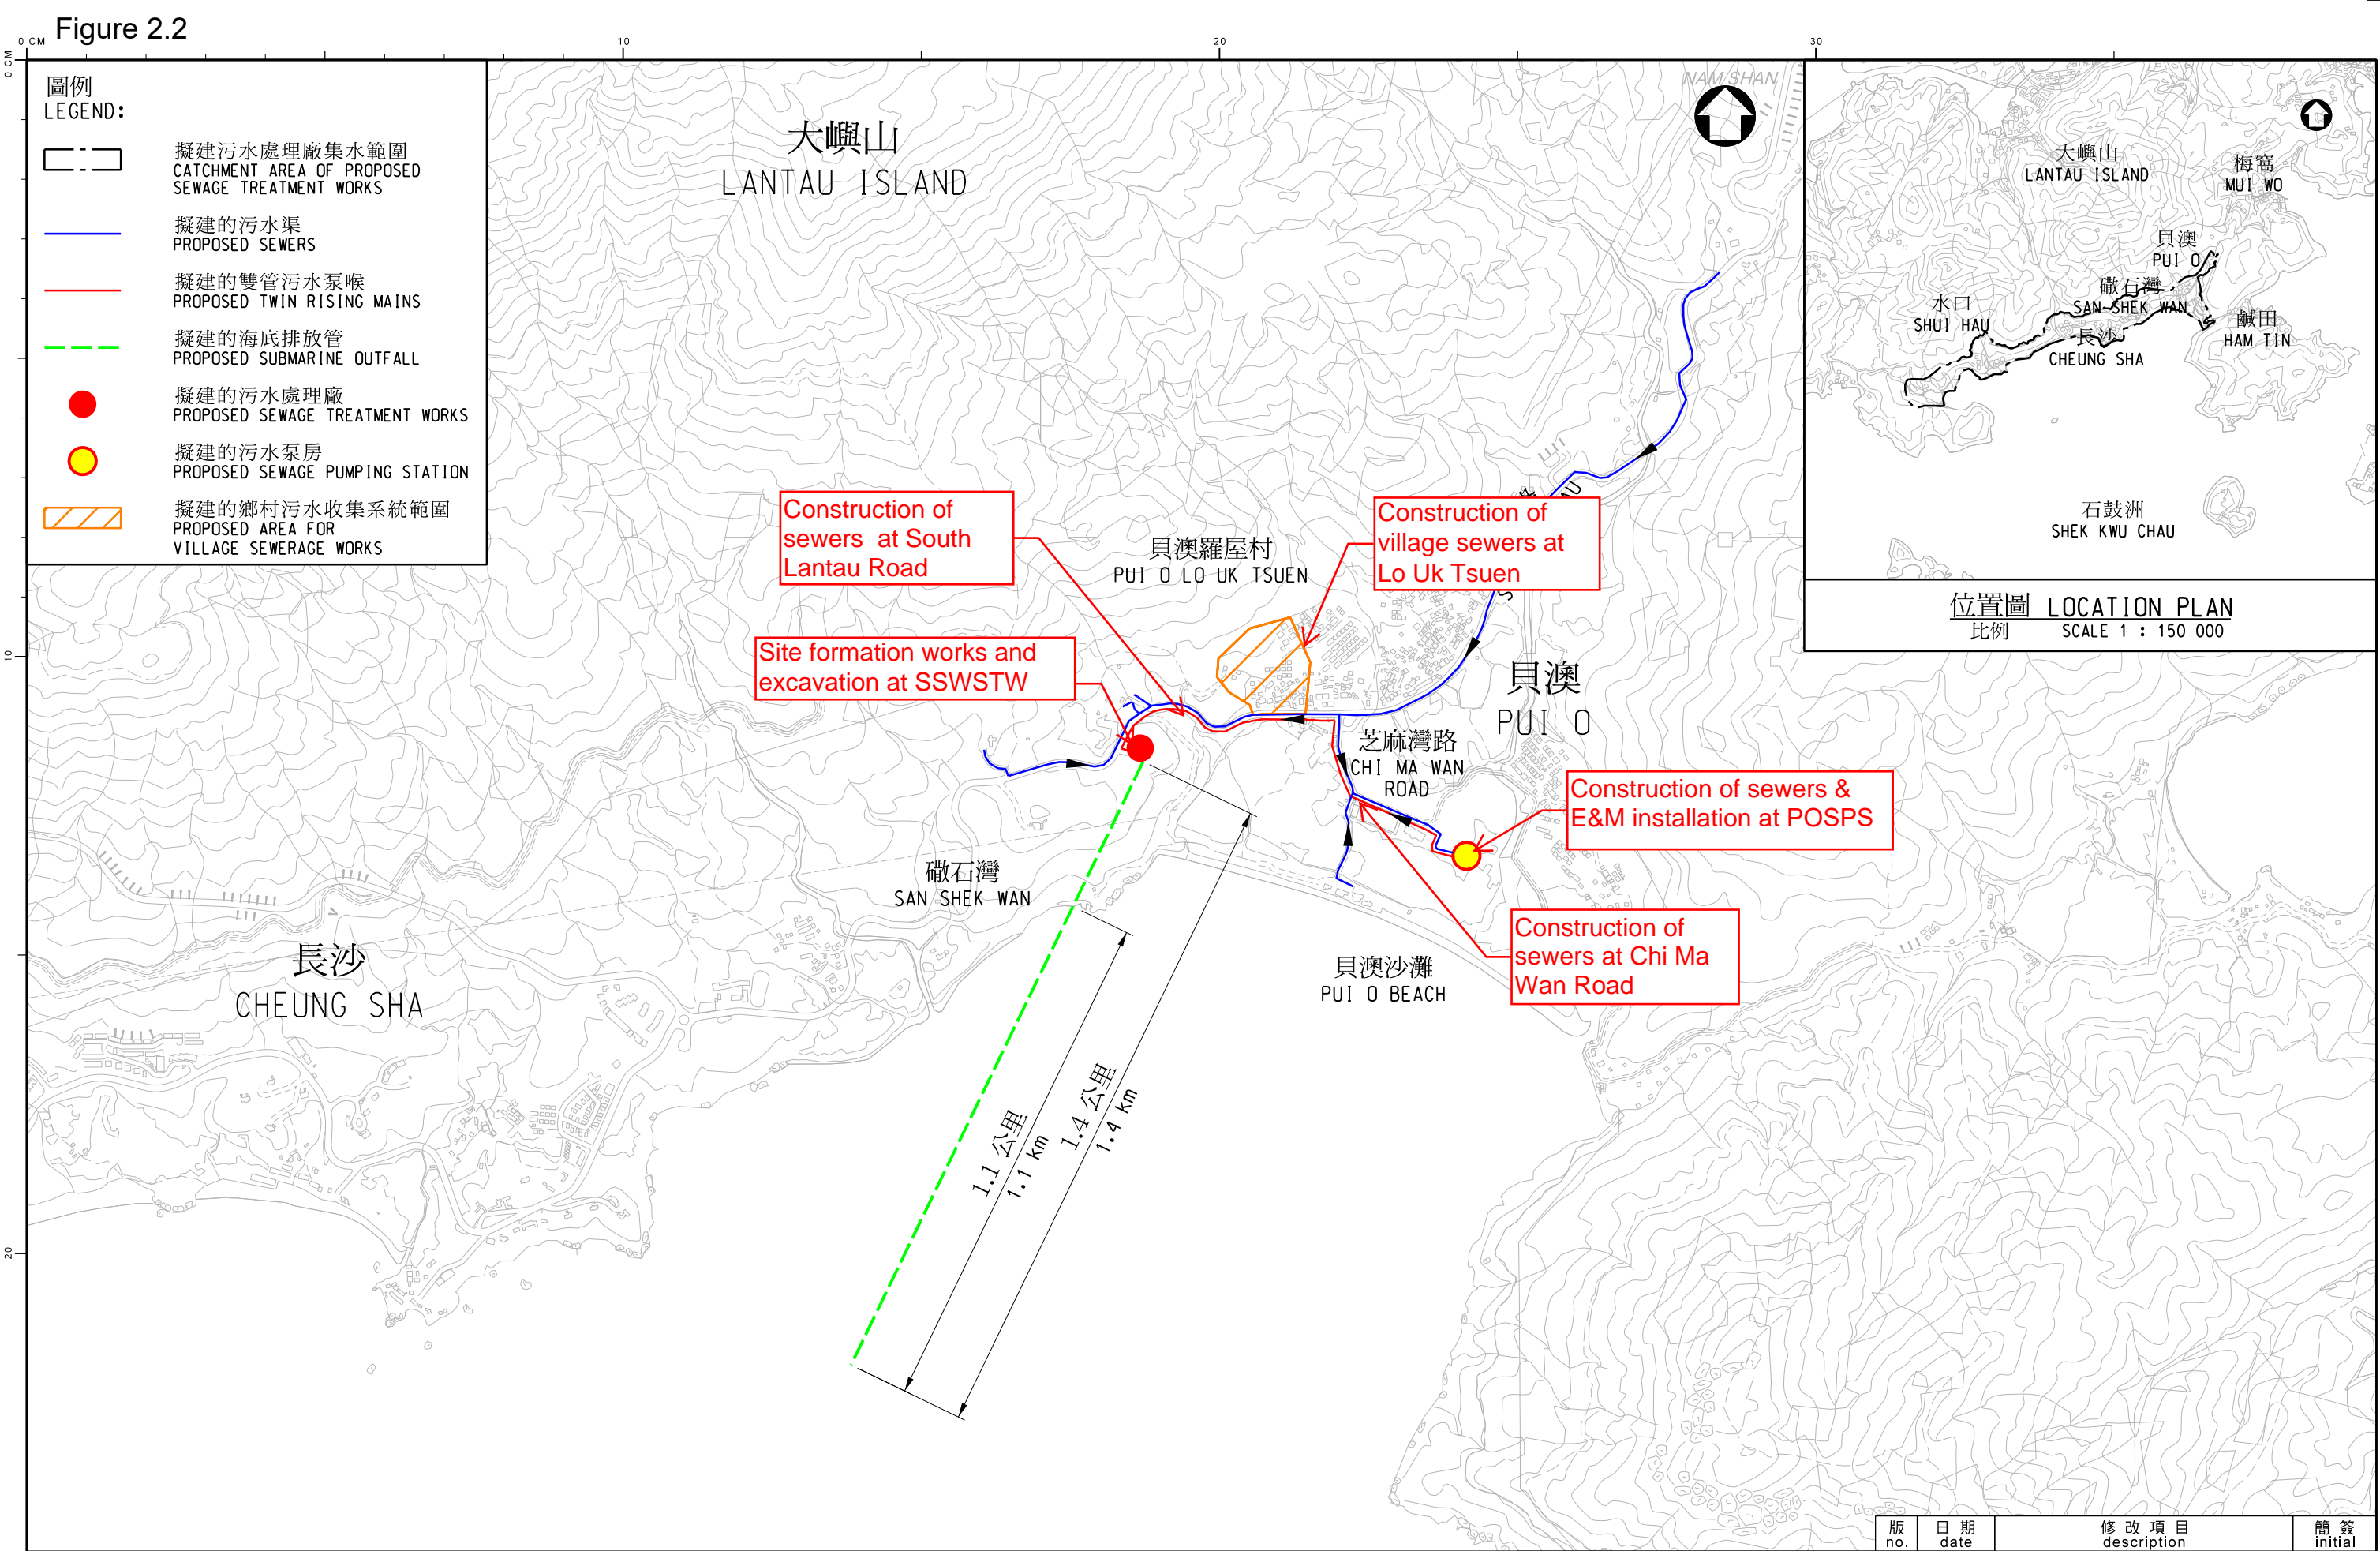 Figure 2.2
0 CM
10
20
30
0 CM
10
20
圖例
LEGEND:
擬建污水處理廠集水範圍
CATCHMENT AREA OF PROPOSED
SEWAGE TREATMENT WORKS
擬建的污水渠
PROPOSED SEWERS
擬建的雙管污水泵喉
PROPOSED TWIN RISING MAINS
擬建的海底排放管
PROPOSED SUBMARINE OUTFALL
擬建的污水處理廠
PROPOSED SEWAGE TREATMENT WORKS
擬建的污水泵房
PROPOSED SEWAGE PUMPING STATION
擬建的鄉村污水收集系統範圍
PROPOSED AREA FOR
VILLAGE SEWERAGE WORKS
大嶼山
LANTAU ISLAND
NAM SHAN
Construction of
sewers at South
Lantau Road
貝澳羅屋村
PUI O LO UK TSUEN
Construction of
village sewers at
Lo Uk Tsuen
Site formation works and
excavation at SSWSTW
貝澳
PUI O
芝麻灣路
CHI MA WAN
ROAD
Construction of sewers &
E&M installation at POSPS
Construction of
sewers at Chi Ma
Wan Road
磡石灣
SAN SHEK WAN
長沙
CHEUNG SHA
貝澳沙灘
PUI O BEACH
1.1 公里
1.1 km
1.4 公里
1.4 km
大嶼山
LANTAU ISLAND
梅窩
MUI WO
貝澳
PUI O
磡石灣
SAN SHEK WAN
水口
SHUI HAU
鹹田
HAM TIN
長沙
CHEUNG SHA
石鼓洲
SHEK KWU CHAU
位置圖 LOCATION PLAN
比例 SCALE 1 : 150 000
版 日期 修改項目 簡簽
no. date description initial